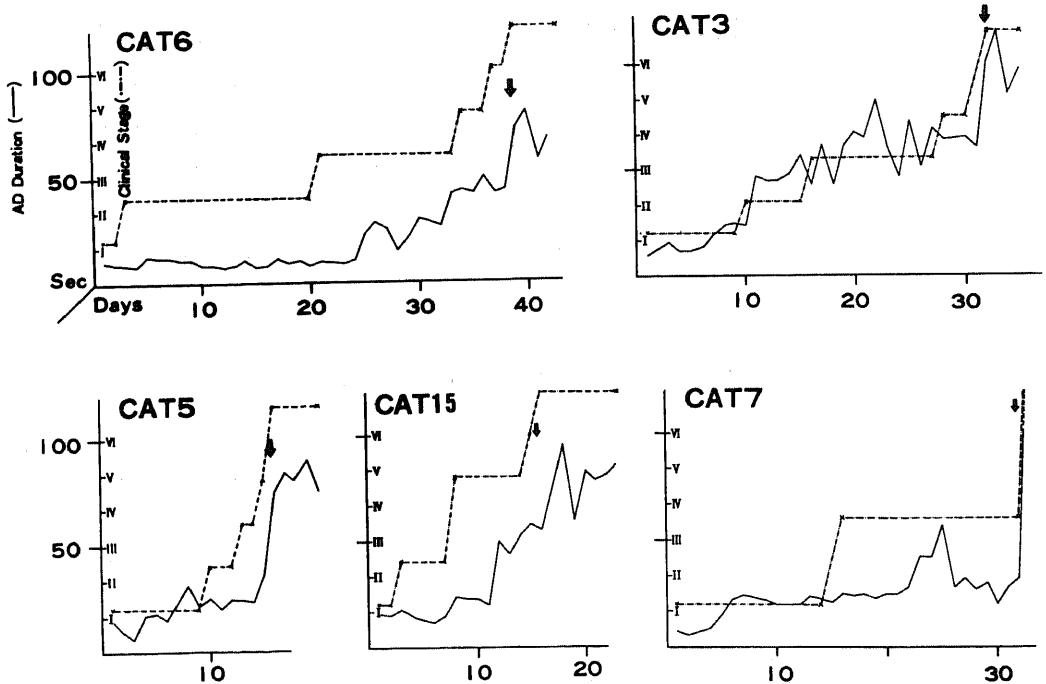 CAT6
100
50
AD Duration (——)
Clinical Stage (-·-·-)
VI
V
IV
III
II
I
Sec
Days
10
20
30
40
CAT3
VI
V
IV
III
II
I
10
20
30
CAT5
100
50
VI
V
IV
III
II
I
10
CAT15
VI
V
IV
III
II
I
10
20
CAT7
VI
V
IV
III
II
I
10
30